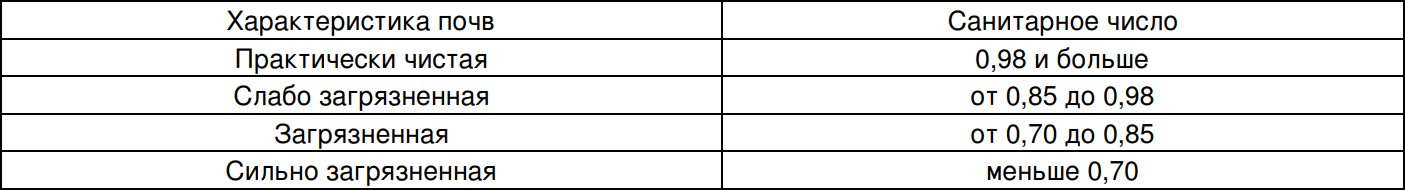 Характеристика почв Санитарное число
Практически чистая 0,98 и больше
Слабо загрязненная от 0,85 до 0,98
Загрязненная от 0,70 до 0,85
Сильно загрязненная меньше 0,70